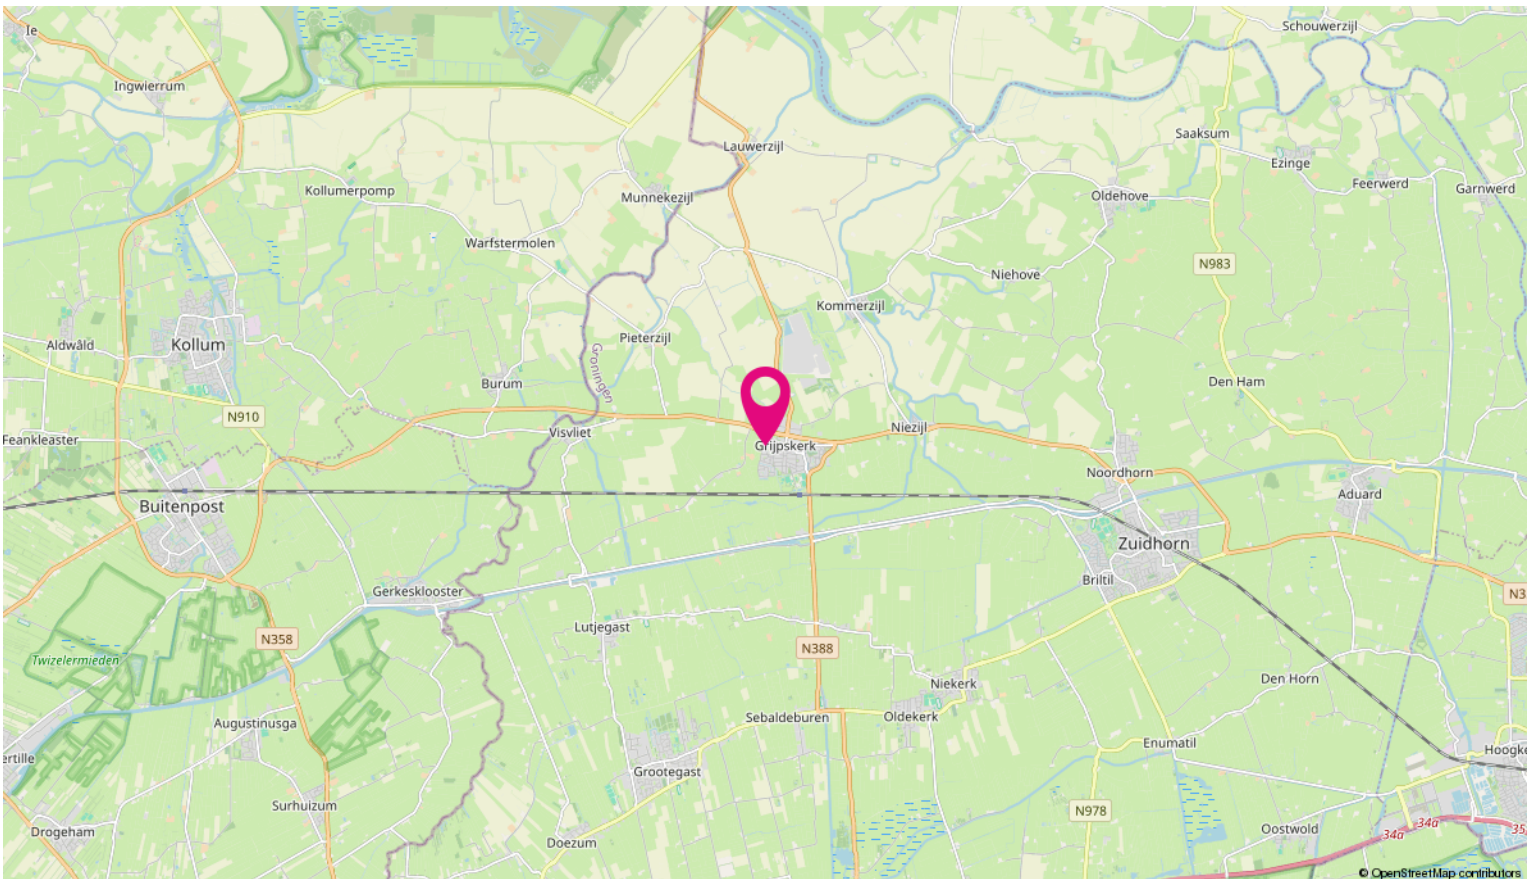 Schouwerzijl
Ie
Ingwierrum
Saaksum
Lauwerzijl
Ezinge
Feerwerd
Garnwerd
Kollumerpomp
Munnekezijl
Oldehove
Warfstermolen
N983
Niehove
Kommerzijl
Pieterzijl
Kollum
Aldwâld
Groningen
Burum
Den Ham
N910
Visvliet
Niezijl
Feankleaster
Grijpskerk
Noordhorn
Aduard
Buitenpost
Zuidhorn
Briltil
Gerkesklooster
N3
Lutjegast
N358
N388
Twizelermieden
Den Horn
Niekerk
Oldekerk
Sebaldeburen
Augustinusga
Enumatil
Hoogke
ertille
Grootegast
Surhuizum
N978
34a
34a
35
Oostwold
Drogeham
Doezum
© OpenStreetMap contributors